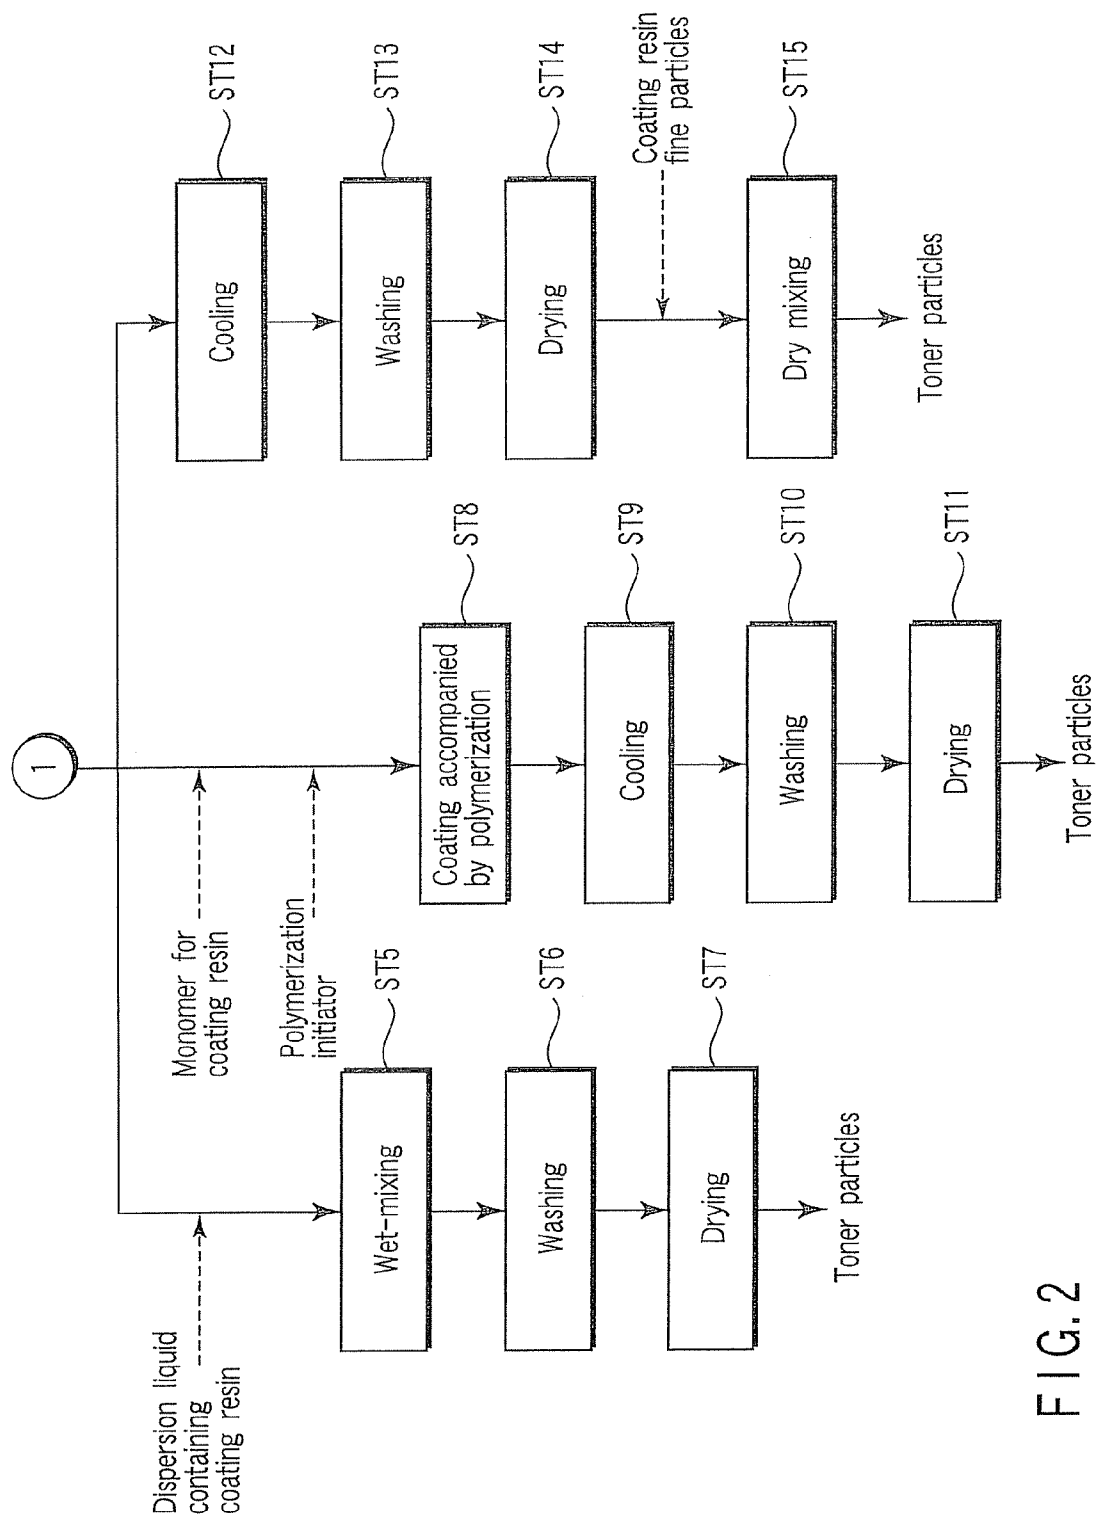 1
Dispersion liquid
containing
coating resin
Wet-mixing
ST5
Washing
ST6
Drying
ST7
Toner particles
Monomer for
coating resin
Polymerization
initiator
Coating accompanied
by polymerization
ST8
Cooling
ST9
Washing
ST10
Drying
ST11
Toner particles
Cooling
ST12
Washing
ST13
Drying
ST14
Coating resin
fine particles
Dry mixing
ST15
Toner particles
FIG. 2